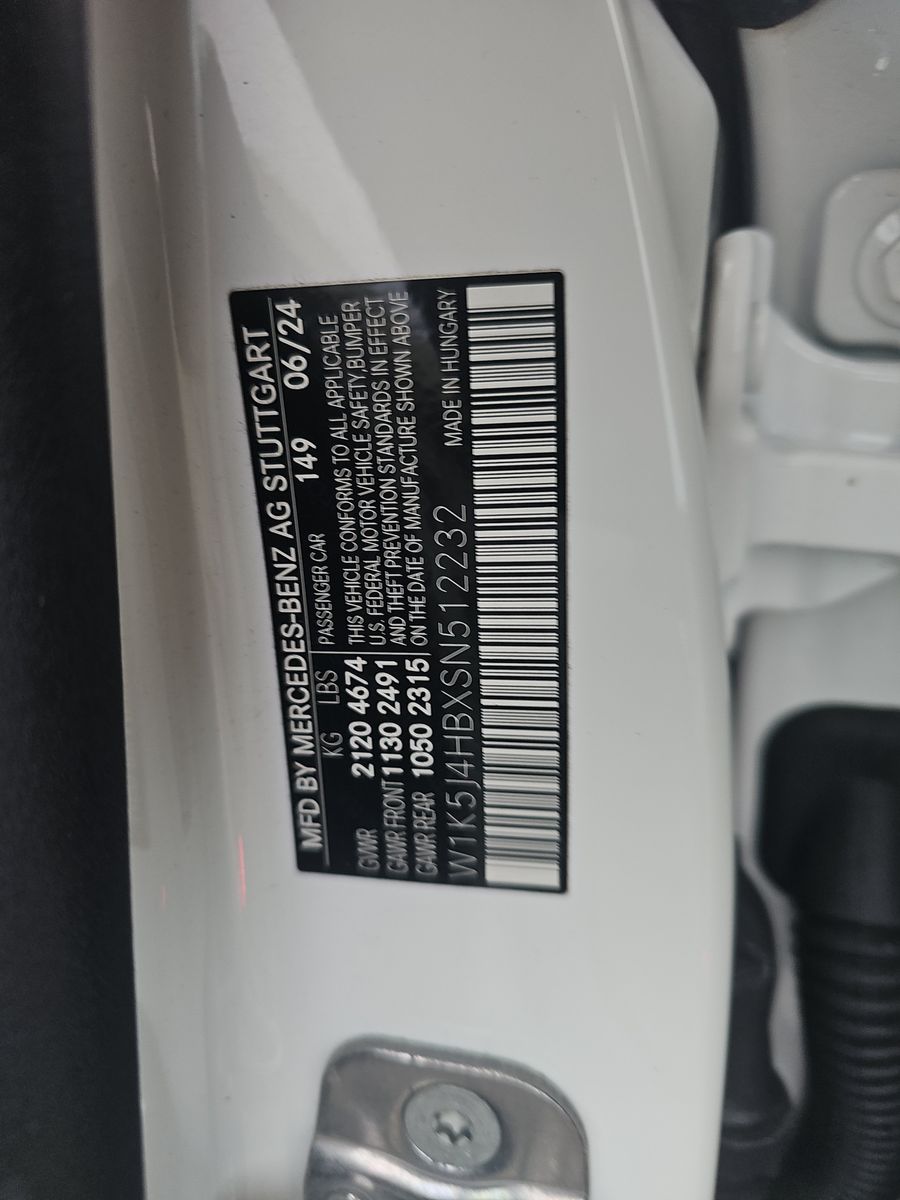 MFD BY MERCEDES-BENZ AG STUTTGART
KG LBS PASSENGER CAR 149 06/24
GVWR 2120 4674 THIS VEHICLE CONFORMS TO ALL APPLICABLE
U.S. FEDERAL MOTOR VEHICLE SAFETY,BUMPER
GAWR FRONT 1130 2491 AND THEFT PREVENTION STANDARDS IN EFFECT
GAWR REAR 1050 2315 ON THE DATE OF MANUFACTURE SHOWN ABOVE
W1K5J4HBXSN512232 MADE IN HUNGARY